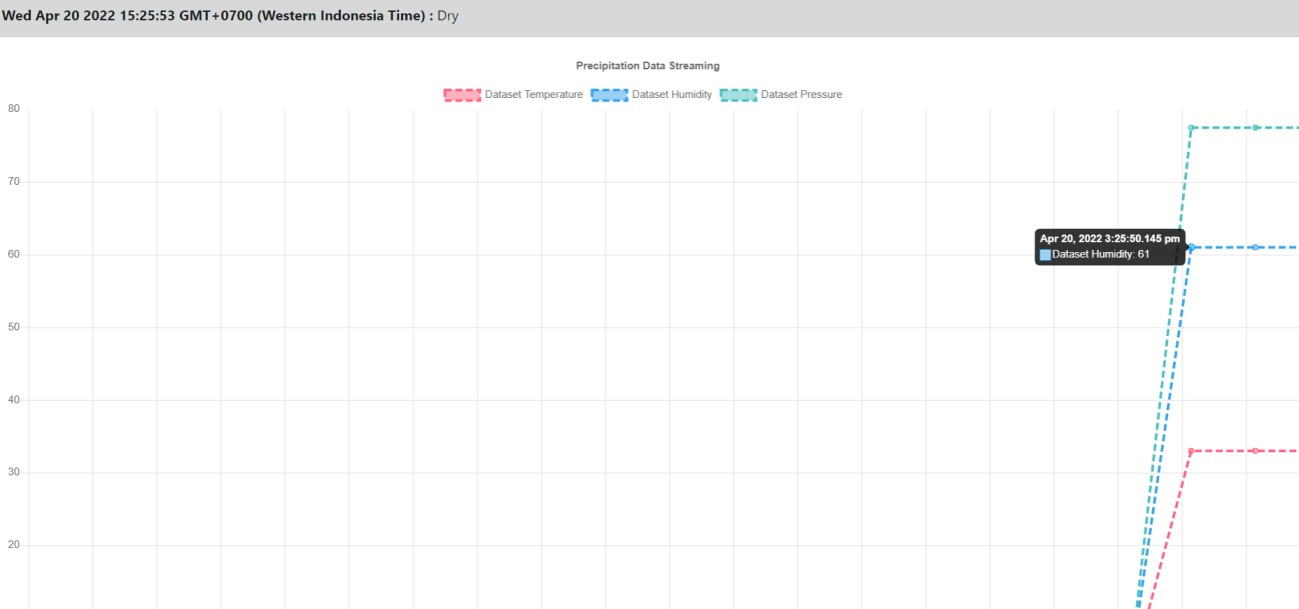 Wed Apr 20 2022 15:25:53 GMT+0700 (Western Indonesia Time) : Dry
Precipitation Data Streaming
Dataset Temperature Dataset Humidity Dataset Pressure
80
70
Apr 20, 2022 3:25:50.145 pm
60
Dataset Humidity: 61
50
40
30
20